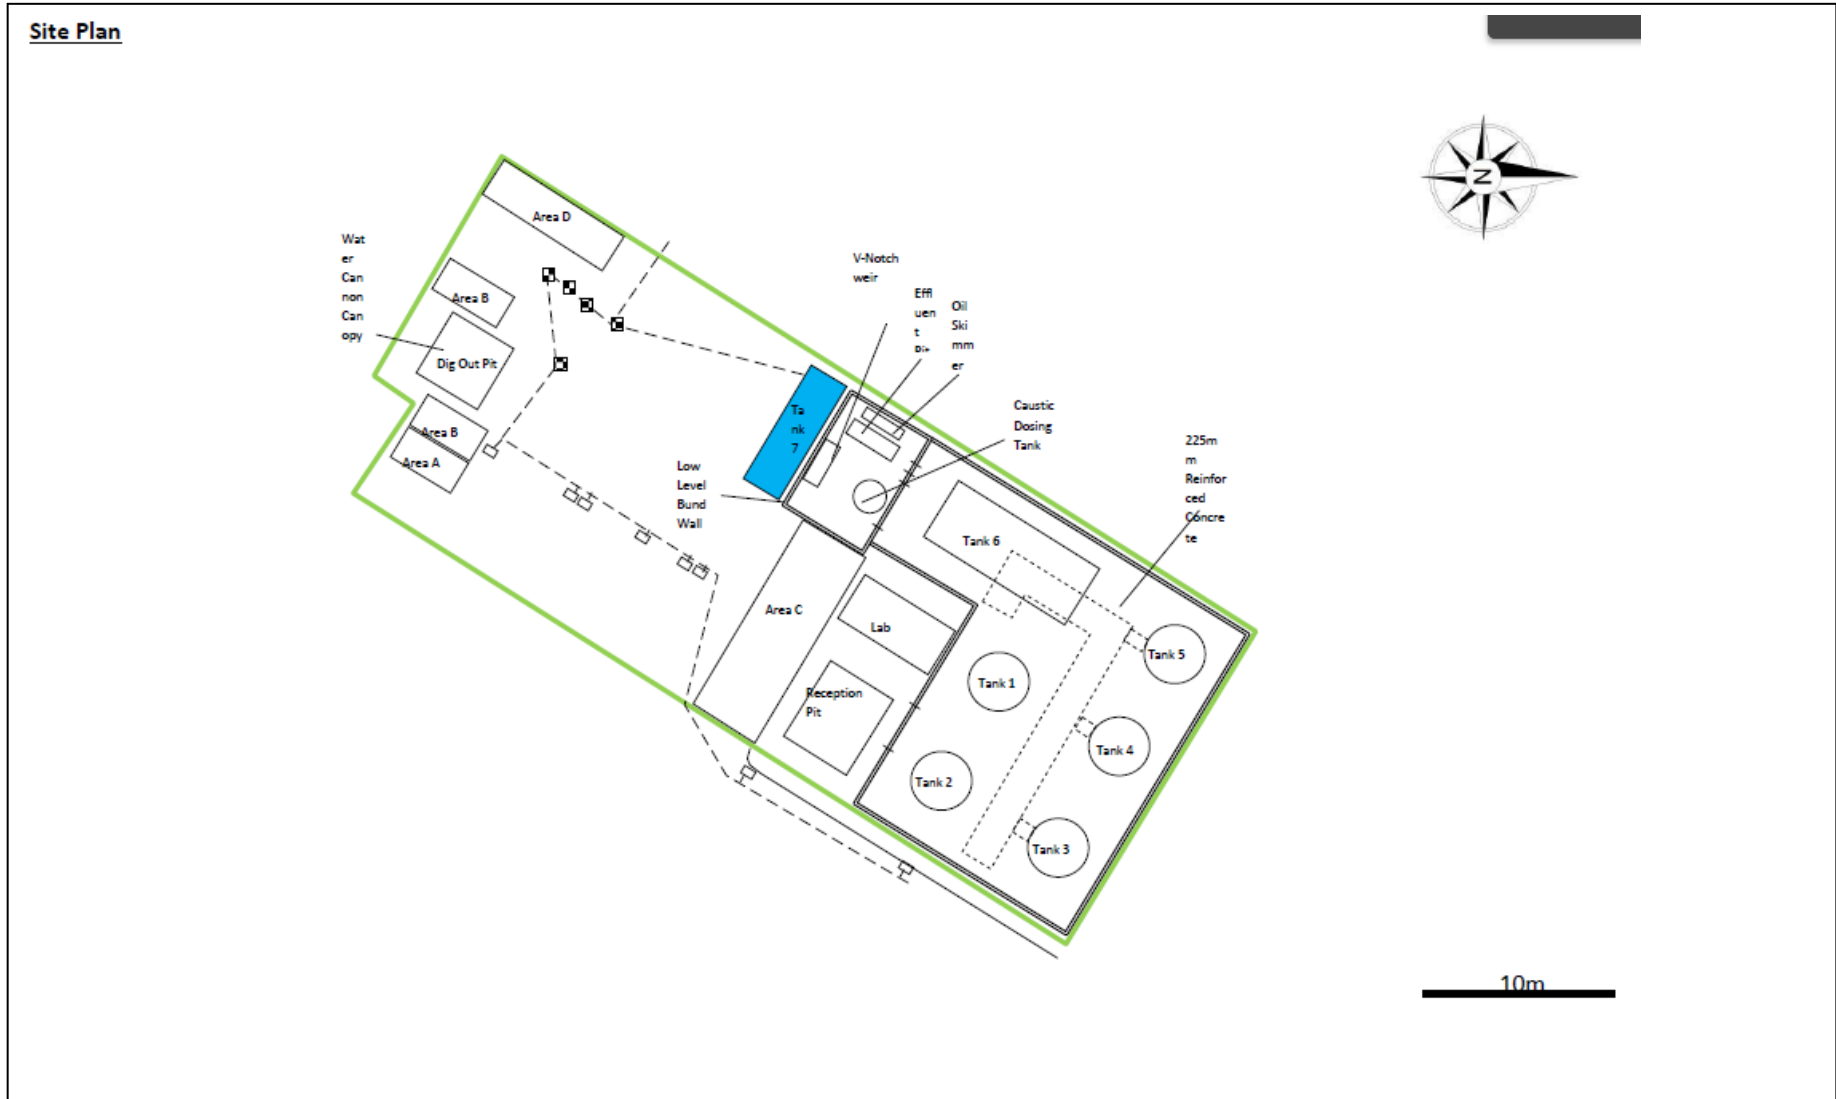 Site Plan
N
Area D
Wat
er
Can
non
Can
opy
Area B
Dig Out Pit
Area B
Area A
V-Notch
weir
Effl
uen
t
Oil
Ski
mm
er
Caustic
Dosing
Tank
Ta
nk
7
225m
m
Reinfor
ced
Concre
te
Low
Level
Bund
Wall
Tank 6
Area C
Lab
Reception
Pit
Tank 1
Tank 5
Tank 4
Tank 2
Tank 3
10m